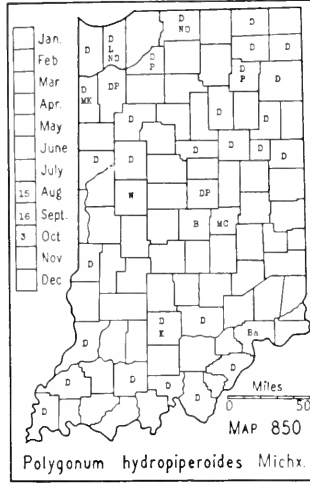 Jan.
Feb
Mar
Apr.
May
June
July
15 Aug
16 Sept.
3 Oct
Nov
Dec
D
ND
D
D
D
L
ND
D
D
D
P
D
D
D
P
D
D
MK
DP
D
D
D
D
D
D
D
D
D
W
DP
B
MC
D
D
K
D
D
Ba
D
D
D
D
D
D
Miles
0 50
MAP 850
Polygonum hydropiperoides Michx.